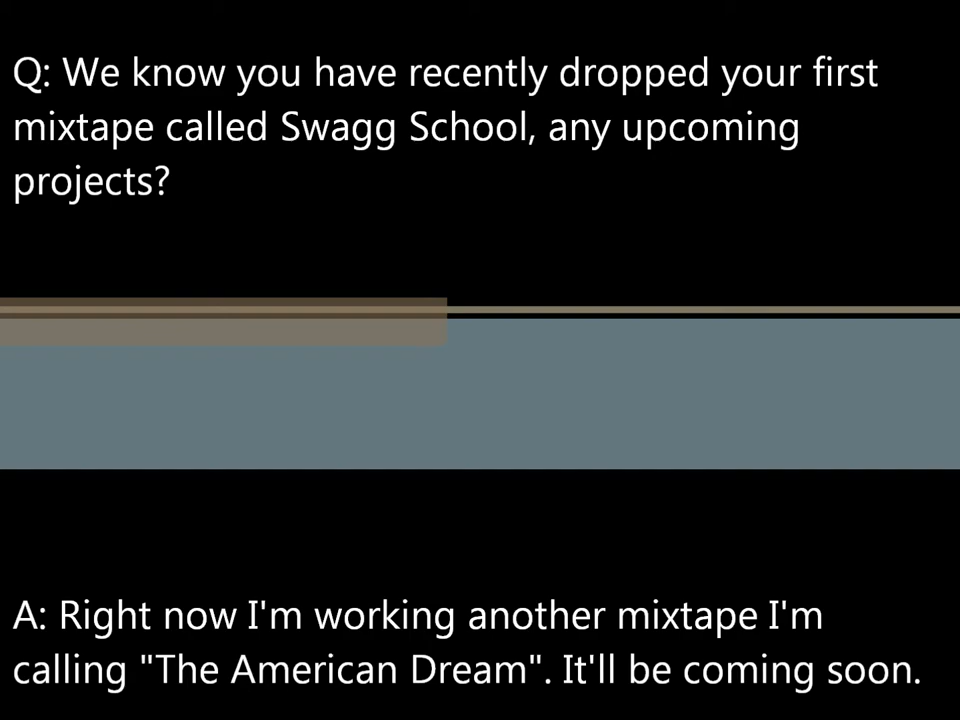 Q: We know you have recently dropped your first
mixtape called Swagg School, any upcoming
projects?
A: Right now I'm working another mixtape I'm
calling "The American Dream". It'll be coming soon.